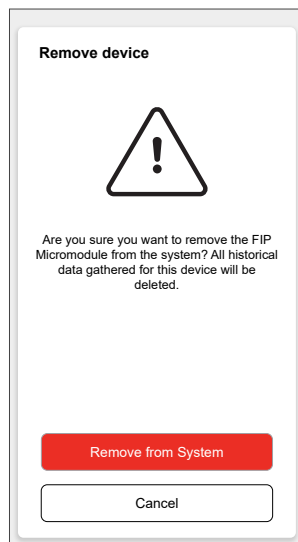 Remove device
Are you sure you want to remove the FIP
Micromodule from the system? All historical
data gathered for this device will be
deleted.
Remove from System
Cancel